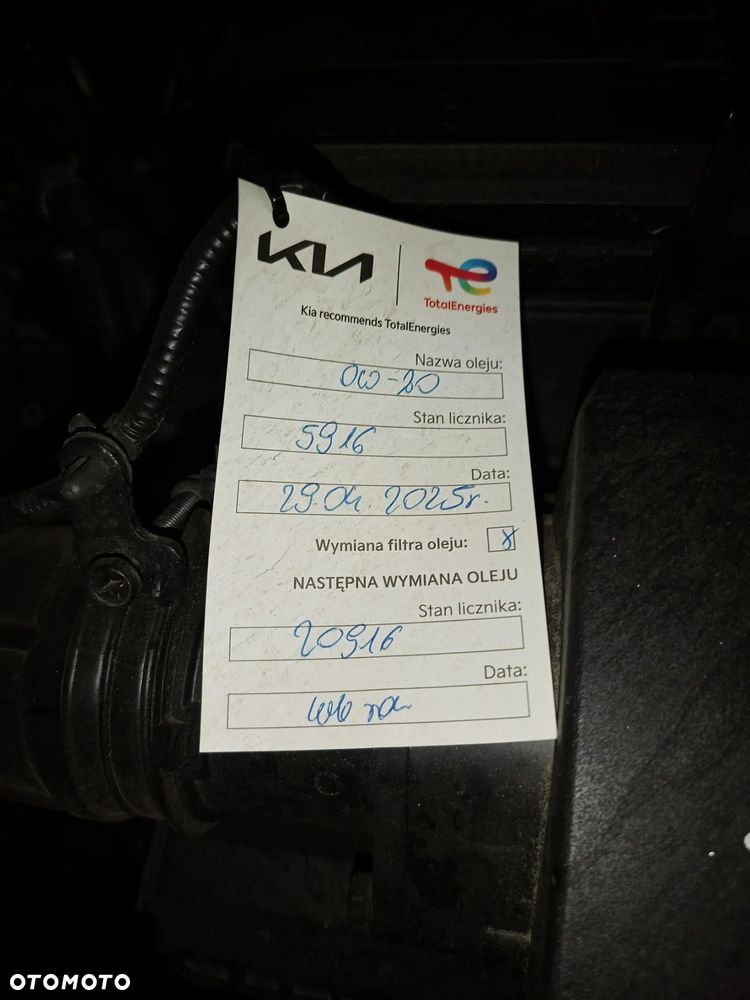 KIA
TotalEnergies
Kia recommends TotalEnergies
Nazwa oleju:
0W-20
Stan licznika:
5916
Data:
29.04.2025r.
Wymiana filtra oleju: X
NASTĘPNA WYMIANA OLEJU
Stan licznika:
20916
Data:
OTOMOTO